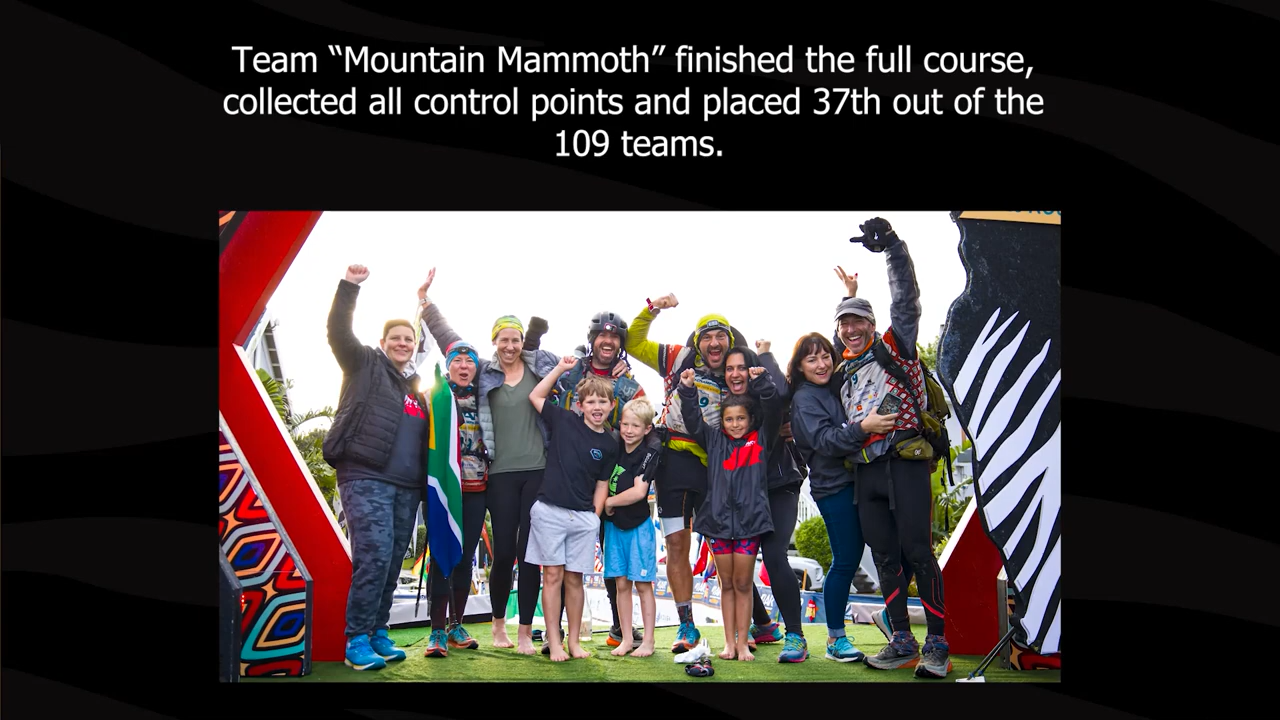 Team “Mountain Mammoth” finished the full course,
collected all control points and placed 37th out of the
109 teams.